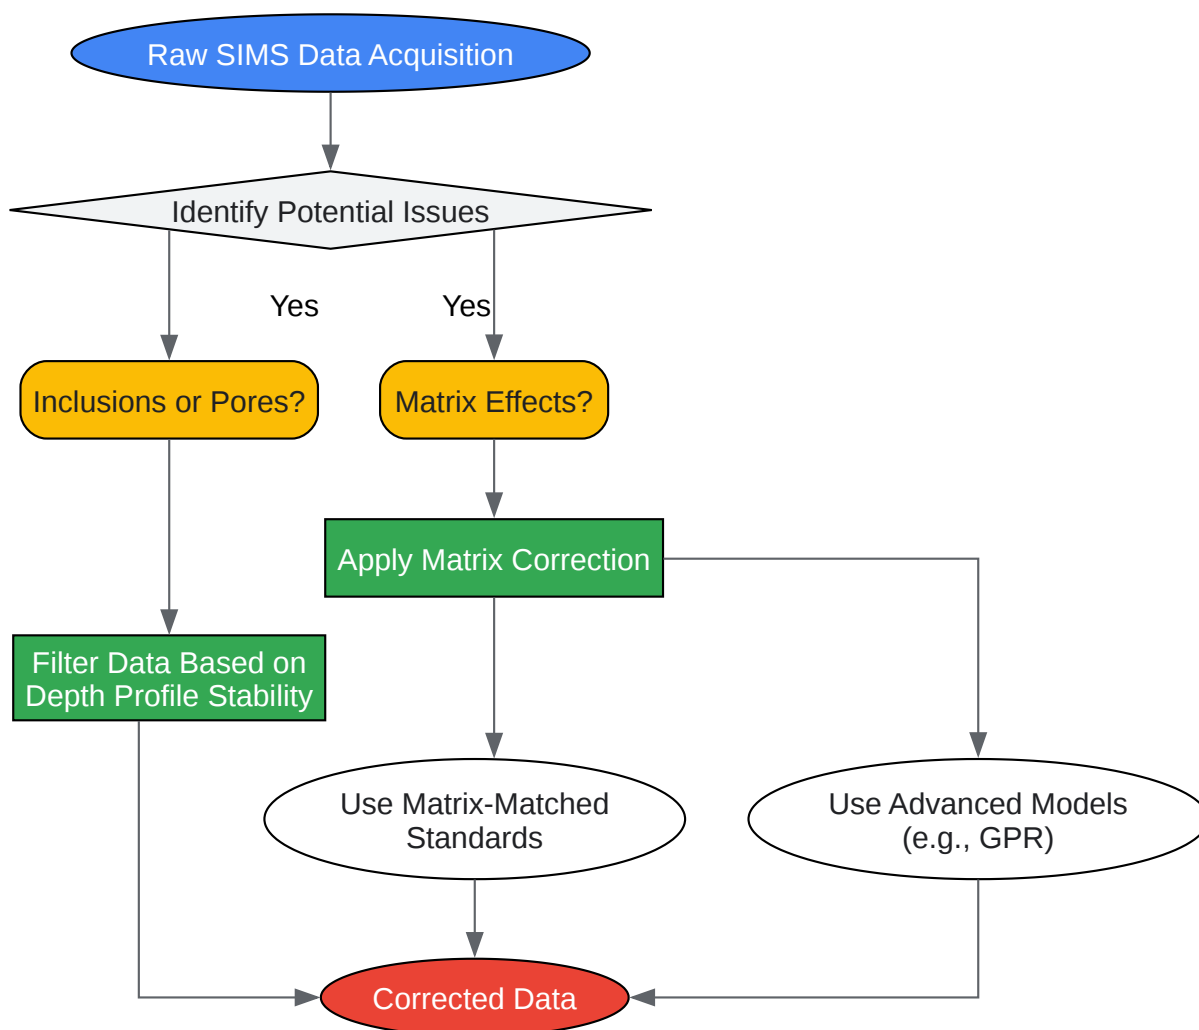 Raw SIMS Data Acquisition
Identify Potential Issues
Yes
Yes
Inclusions or Pores?
Matrix Effects?
Apply Matrix Correction
Filter Data Based on
Depth Profile Stability
Use Matrix-Matched
Standards
Use Advanced Models
(e.g., GPR)
Corrected Data